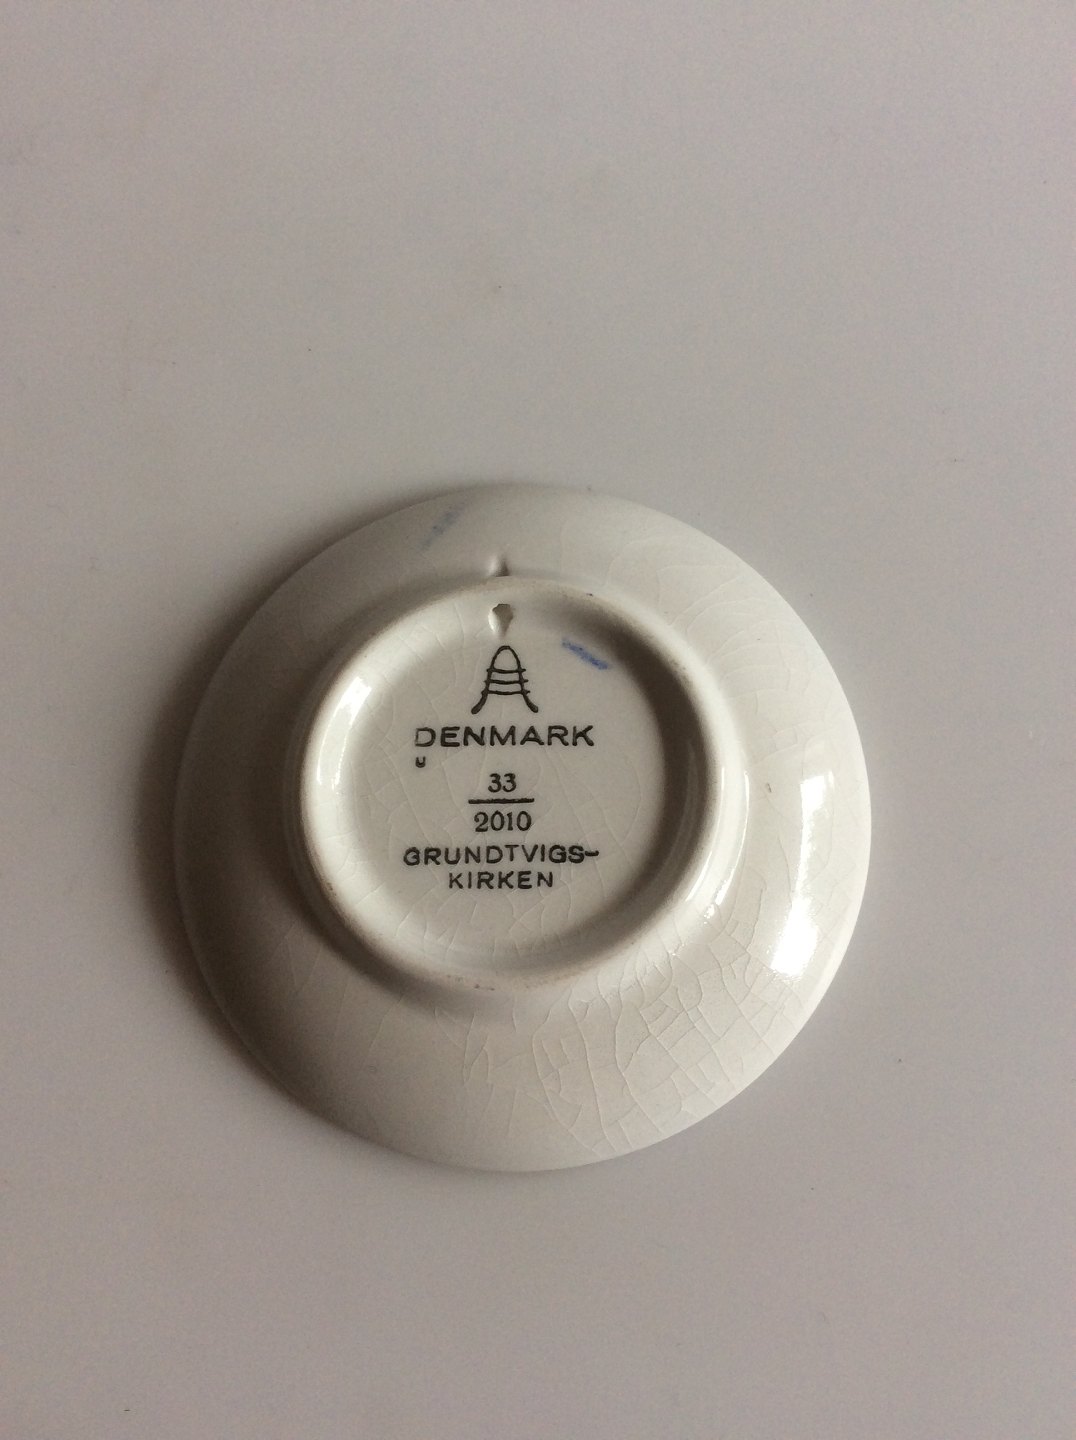 DENMARK
U
33
2010
GRUNDTVIGS-
KIRKEN